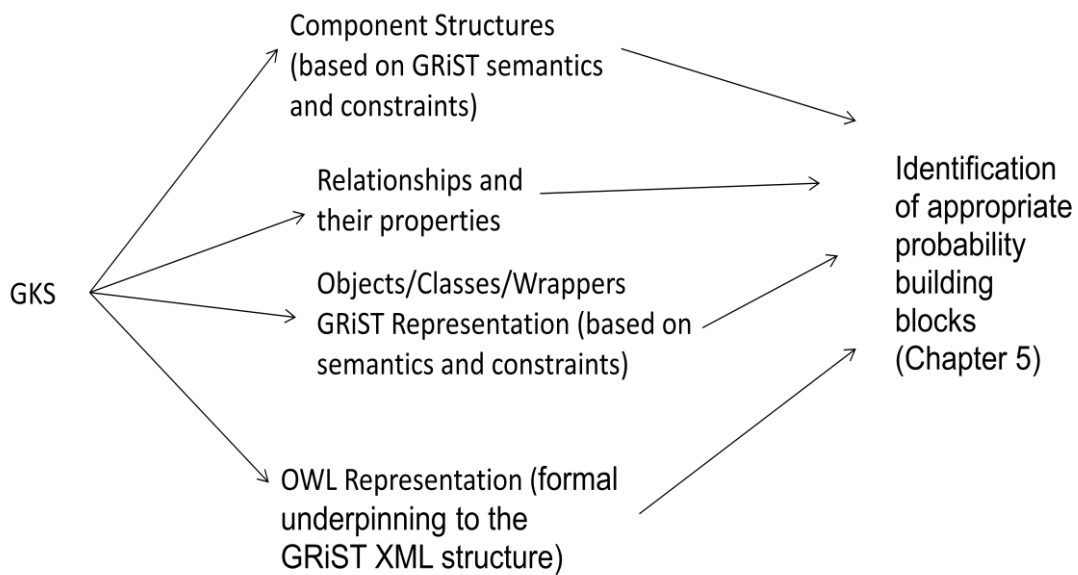 Component Structures
(based on GRiST semantics
and constraints)
Relationships and
their properties
GKS
Objects/Classes/Wrappers
GRiST Representation (based on
semantics and constraints)
OWL Representation (formal
underpinning to the
GRiST XML structure)
Identification
of appropriate
probability
building
blocks
(Chapter 5)